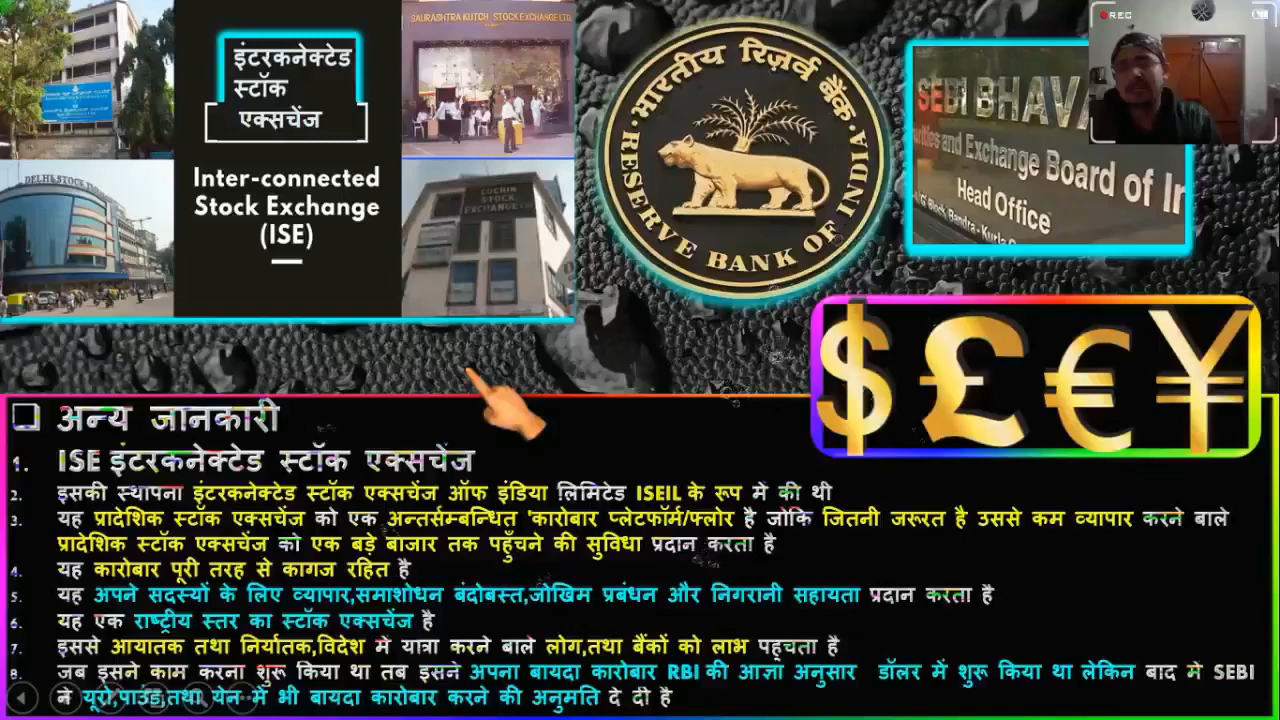 इंटरकनेक्टेड
स्टॉक
एक्सचेंज
Inter-connected
Stock Exchange
(ISE)
SAURASHTRA KUTCH STOCK EXCHANGE LTD.
DELHI STOCK
COCHIN
STOCK
EXCHANGE
भारतीय रिज़र्व बैंक
RESERVE BANK OF INDIA
SEBI BHAVA
urities and Exchange Board of In
Head Office
'G' Block, Bandra-Kurla C
REC
$ £ € ¥
❑ अन्य जानकारी
1. ISE इंटरकनेक्टेड स्टॉक एक्सचेंज
2. इसकी स्थापना इंटरकनेक्टेड स्टॉक एक्सचेंज ऑफ इंडिया लिमिटेड ISEIL के रूप में की थी
3. यह प्रादेशिक स्टॉक एक्सचेंज को एक अन्तर्सम्बन्धित 'कारोबार प्लेटफॉर्म/फ्लोर है जोकि जितनी जरूरत है उससे कम व्यापार करने बाले
प्रादेशिक स्टॉक एक्सचेंज को एक बड़े बाजार तक पहुँचने की सुविधा प्रदान करता है
4. यह कारोबार पूरी तरह से कागज रहित है
5. यह अपने सदस्यों के लिए व्यापार,समाशोधन बंदोबस्त,जोखिम प्रबंधन और निगरानी सहायता प्रदान करता है
6. यह एक राष्ट्रीय स्तर का स्टॉक एक्सचेंज है
7. इससे आयातक तथा निर्यातक,विदेश में यात्रा करने बाले लोग,तथा बैंकों को लाभ पहुचता है
8. जब इसने काम करना शुरू किया था तब इसने अपना बायदा कारोबार RBI की आज्ञा अनुसार डॉलर में शुरू किया था लेकिन बाद मे SEBI
ने यूरो,पाउंड,तथा येन में भी बायदा कारोबार करने की अनुमति दे दी है